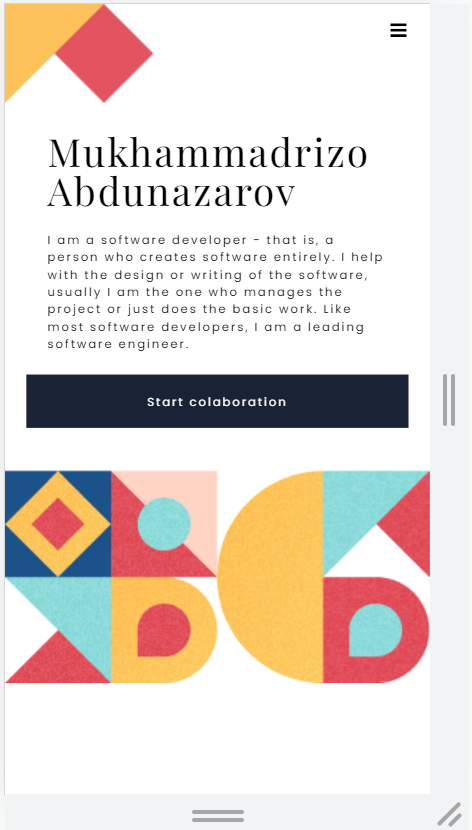 Mukhammadrizo
Abdunazarov
I am a software developer - that is, a
person who creates software entirely. I help
with the design or writing of the software,
usually I am the one who manages the
project or just does the basic work. Like
most software developers, I am a leading
software engineer.
Start colaboration